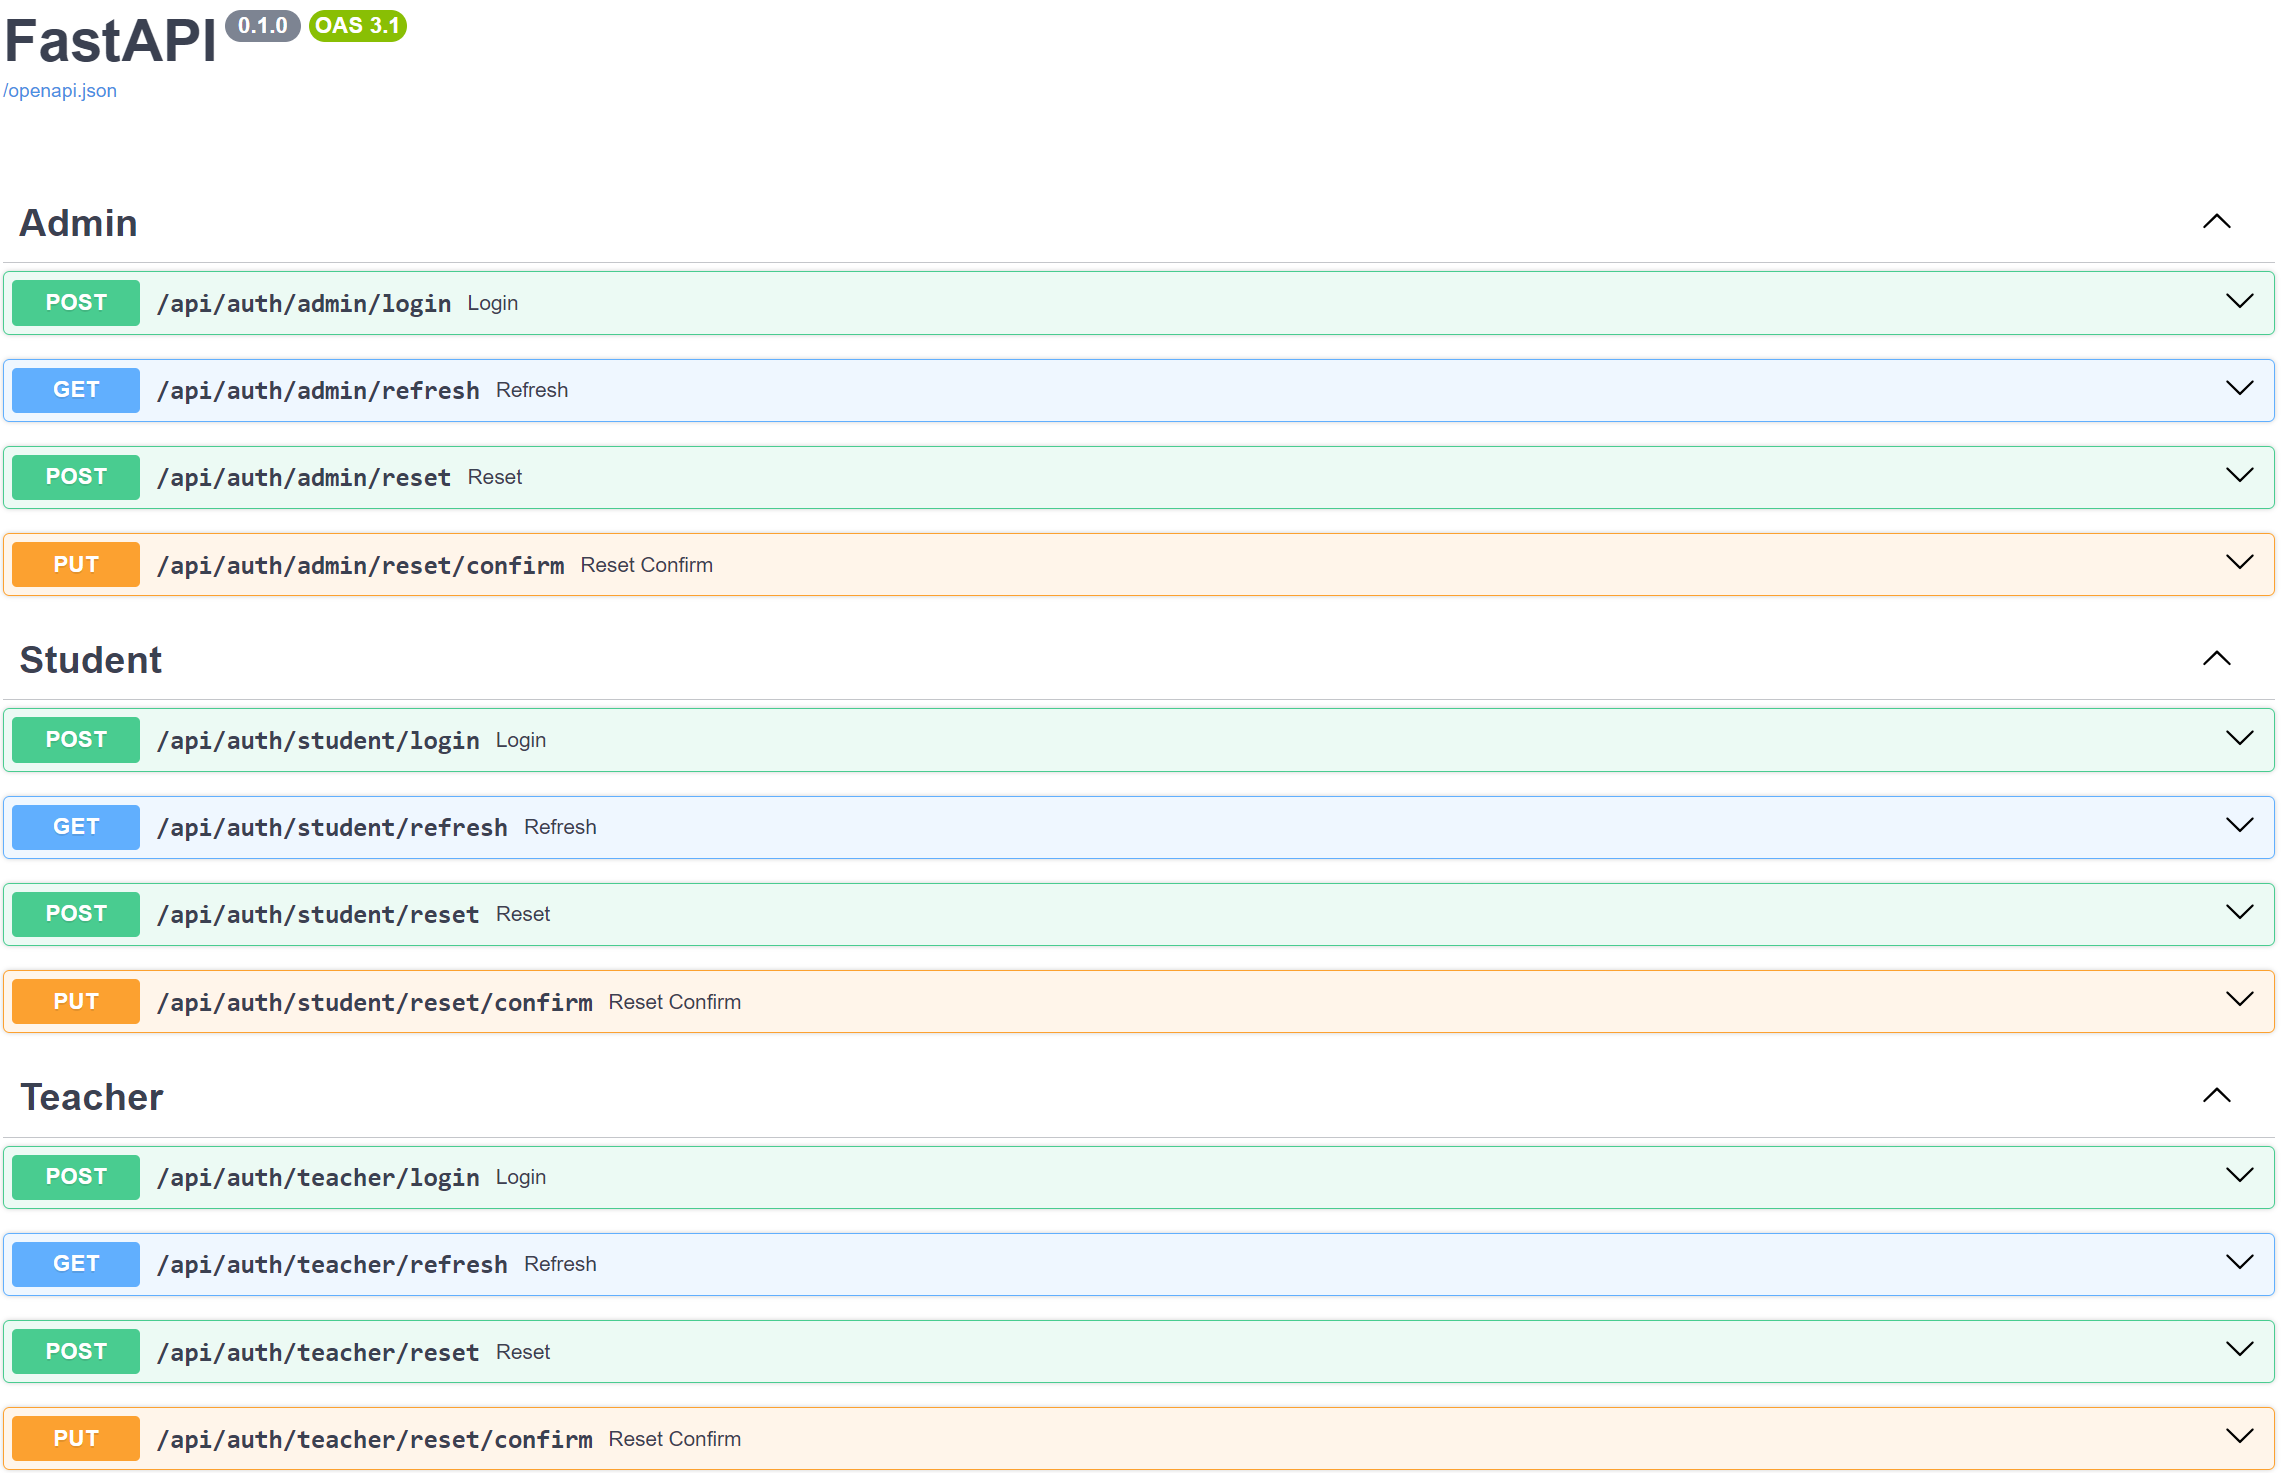 FastAPI 0.1.0 OAS 3.1
/openapi.json
Admin
POST /api/auth/admin/login Login
GET /api/auth/admin/refresh Refresh
POST /api/auth/admin/reset Reset
PUT /api/auth/admin/reset/confirm Reset Confirm
Student
POST /api/auth/student/login Login
GET /api/auth/student/refresh Refresh
POST /api/auth/student/reset Reset
PUT /api/auth/student/reset/confirm Reset Confirm
Teacher
POST /api/auth/teacher/login Login
GET /api/auth/teacher/refresh Refresh
POST /api/auth/teacher/reset Reset
PUT /api/auth/teacher/reset/confirm Reset Confirm